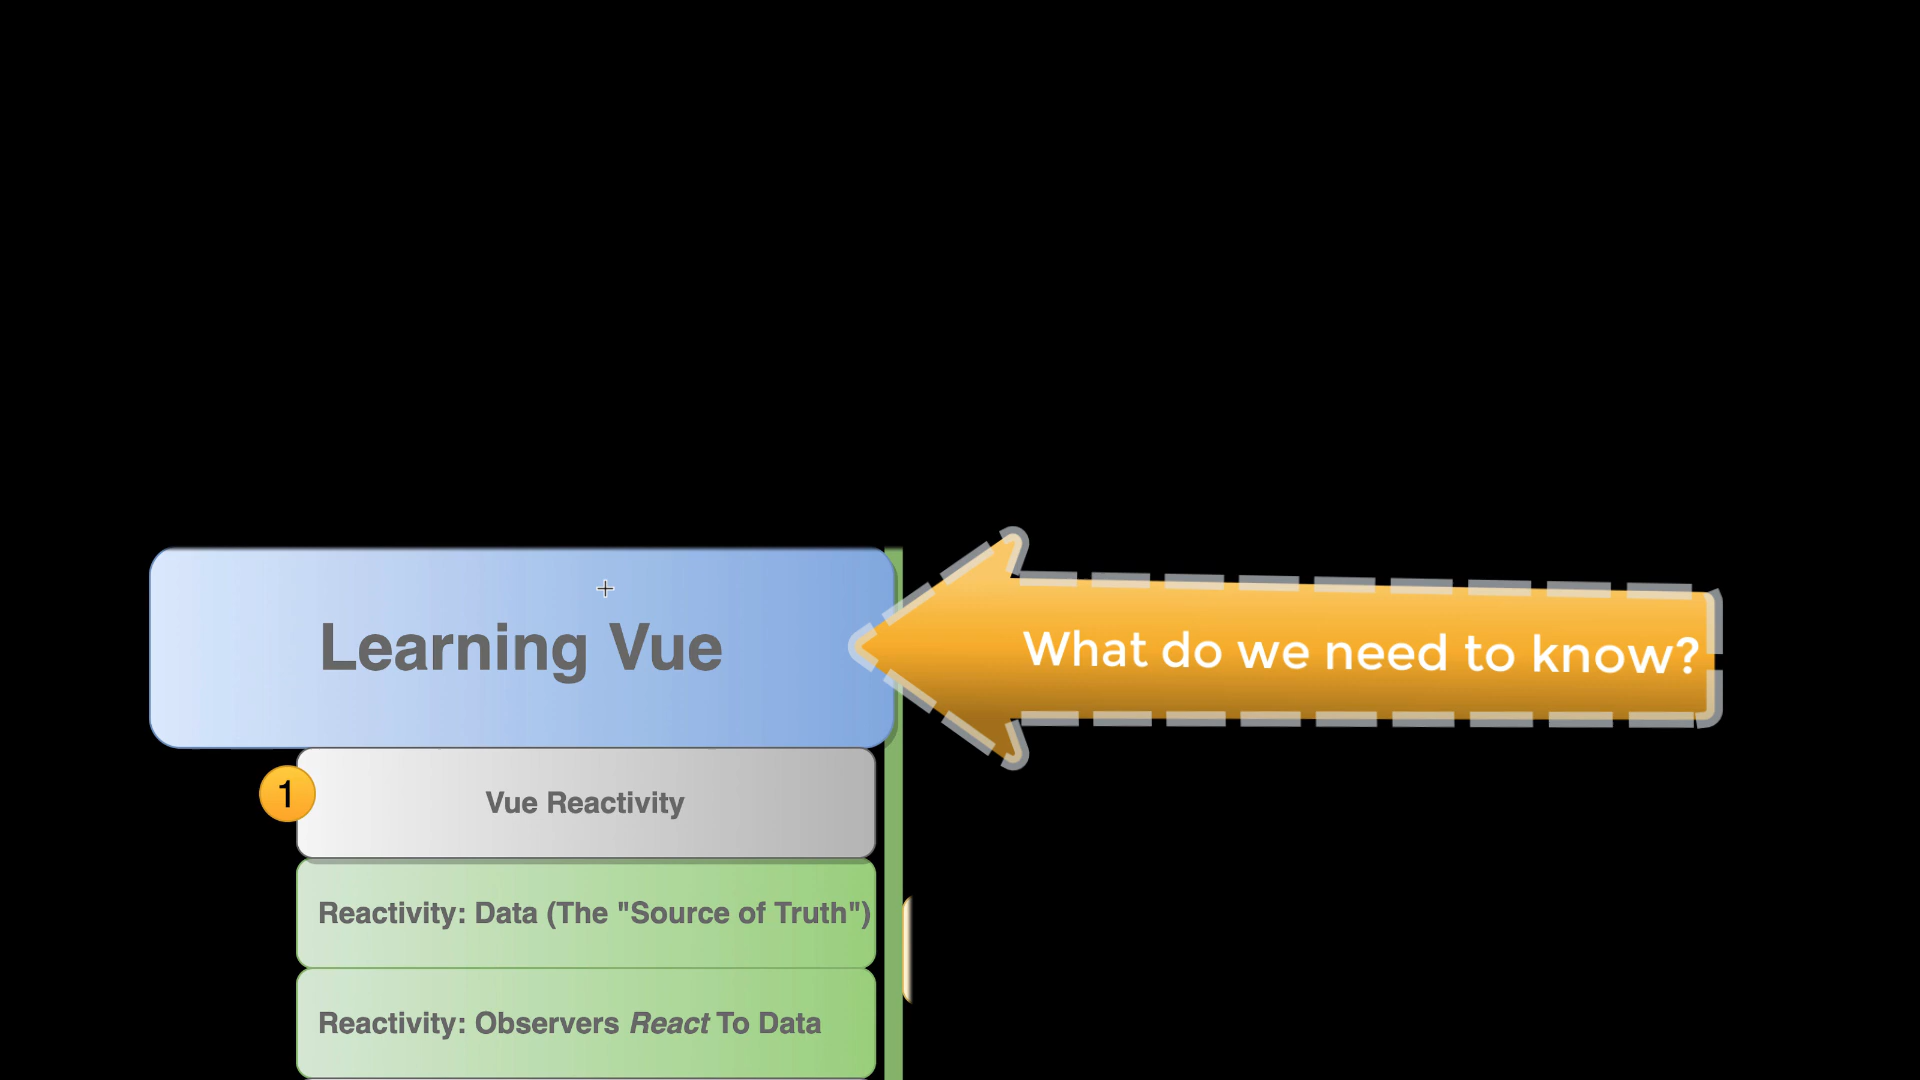 Learning Vue
What do we need to know?
1
Vue Reactivity
Reactivity: Data (The "Source of Truth")
Reactivity: Observers React To Data